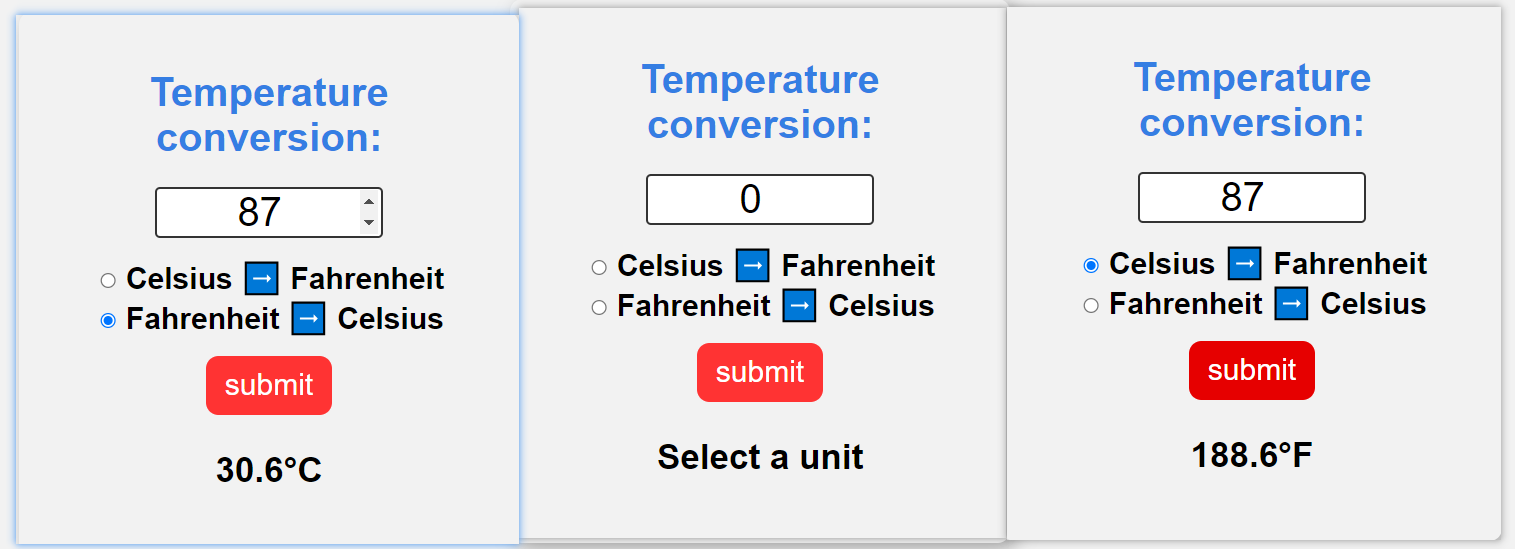 Temperature
conversion:
87
Celsius ➡ Fahrenheit
Fahrenheit ➡ Celsius
submit
30.6°C
Temperature
conversion:
0
Celsius ➡ Fahrenheit
Fahrenheit ➡ Celsius
submit
Select a unit
Temperature
conversion:
87
Celsius ➡ Fahrenheit
Fahrenheit ➡ Celsius
submit
188.6°F